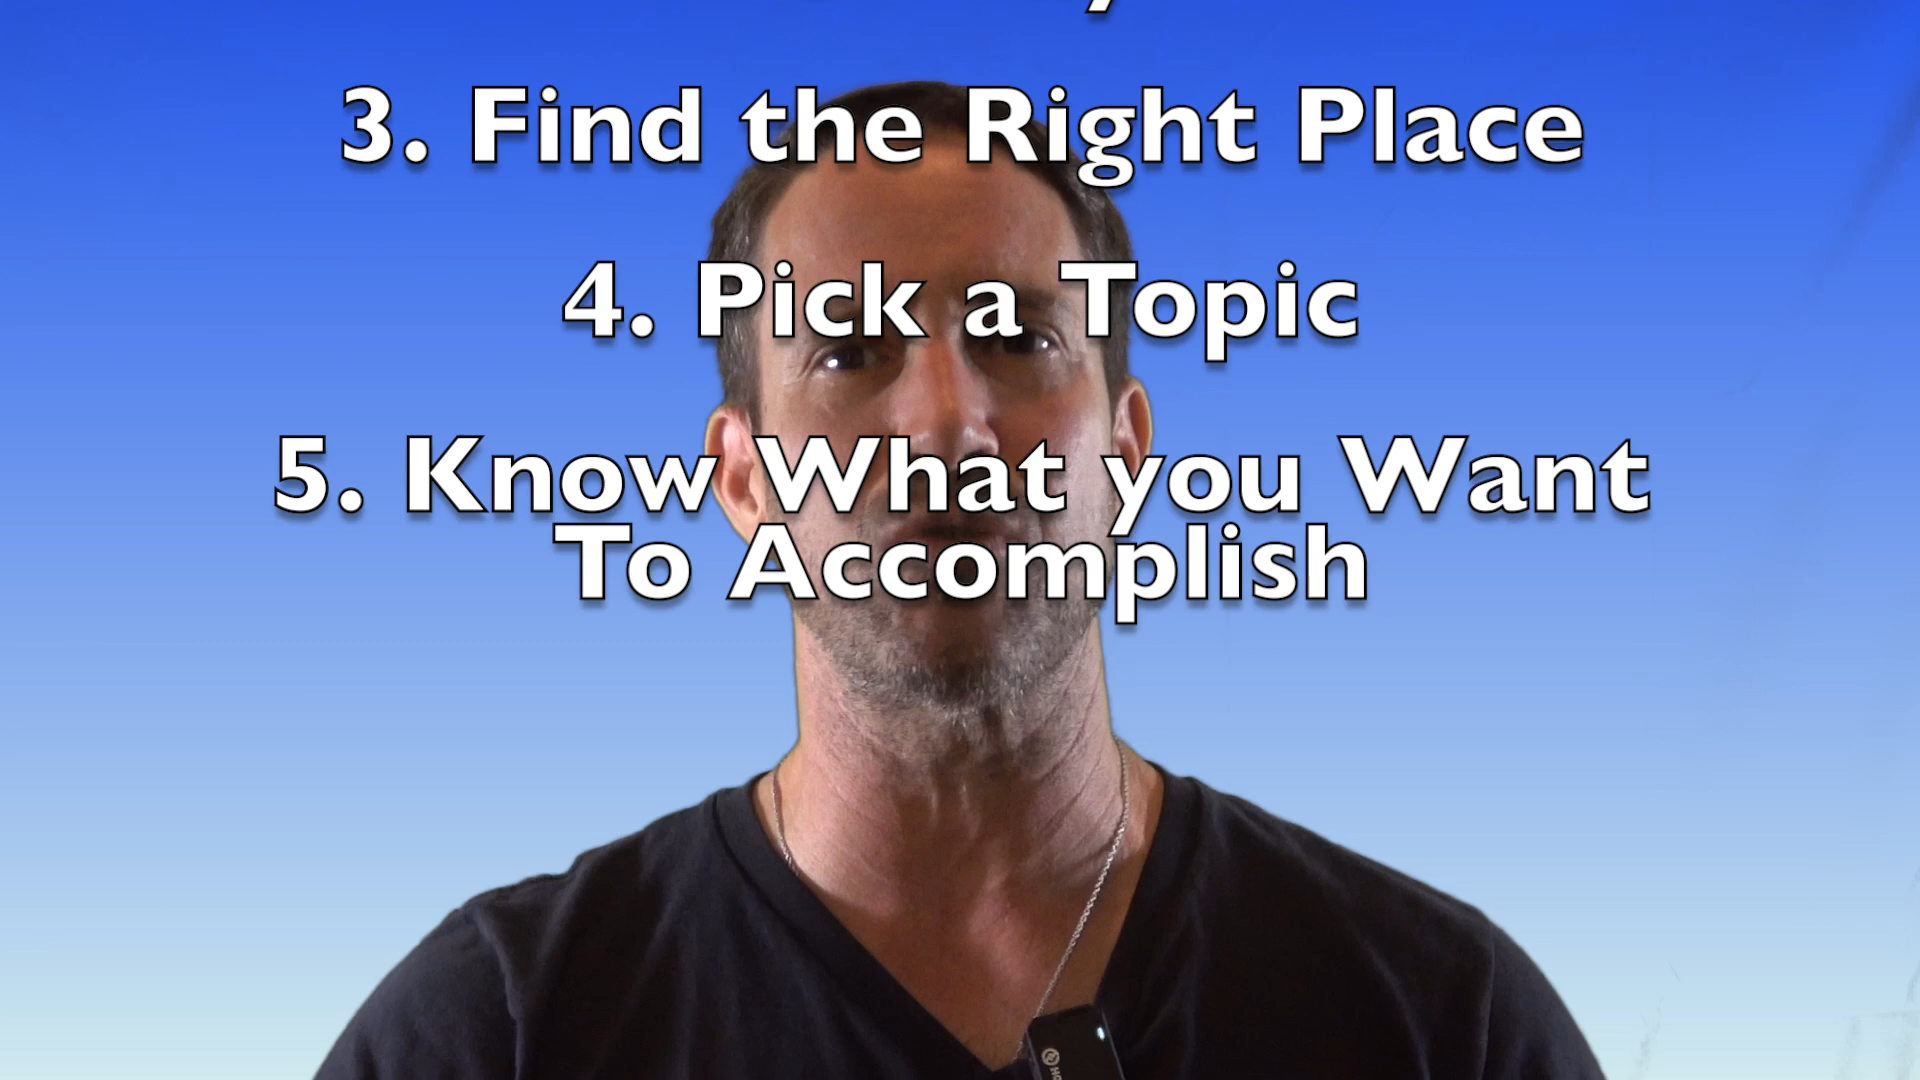 3. Find the Right Place
4. Pick a Topic
5. Know What you Want
To Accomplish